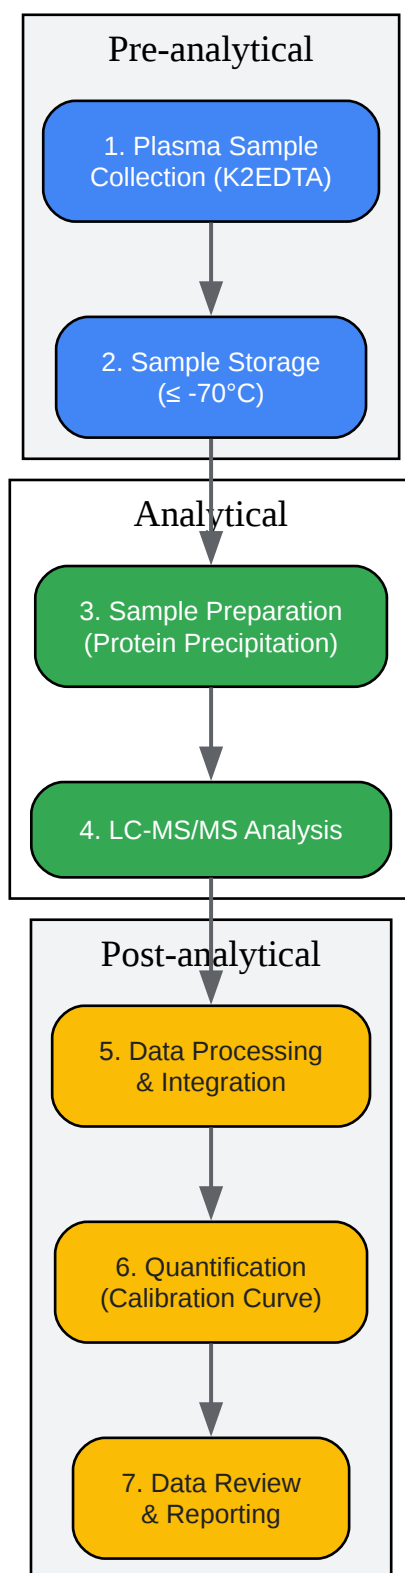 Pre-analytical
1. Plasma Sample
Collection (K2EDTA)
2. Sample Storage
(≤ -70°C)
Analytical
3. Sample Preparation
(Protein Precipitation)
4. LC-MS/MS Analysis
Post-analytical
5. Data Processing
& Integration
6. Quantification
(Calibration Curve)
7. Data Review
& Reporting